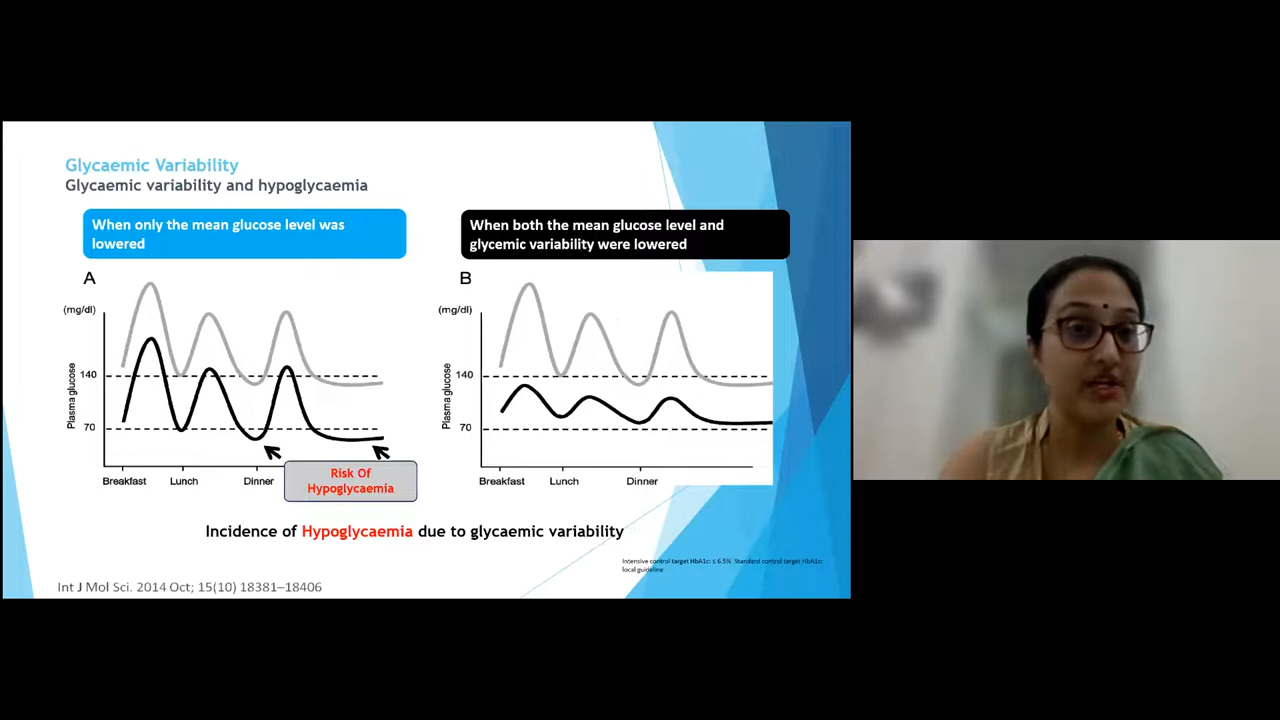 Glycaemic Variability
Glycaemic variability and hypoglycaemia
When only the mean glucose level was
lowered
A
(mg/dl)
Plasma glucose
140
70
Breakfast
Lunch
Dinner
Risk Of
Hypoglycaemia
When both the mean glucose level and
glycemic variability were lowered
B
(mg/dl)
Plasma glucose
140
70
Breakfast
Lunch
Dinner
Incidence of Hypoglycaemia due to glycaemic variability
Intensive control target HbA1c: ≤ 6.5% Standard control target HbA1c:
local guideline
Int J Mol Sci. 2014 Oct; 15(10) 18381–18406